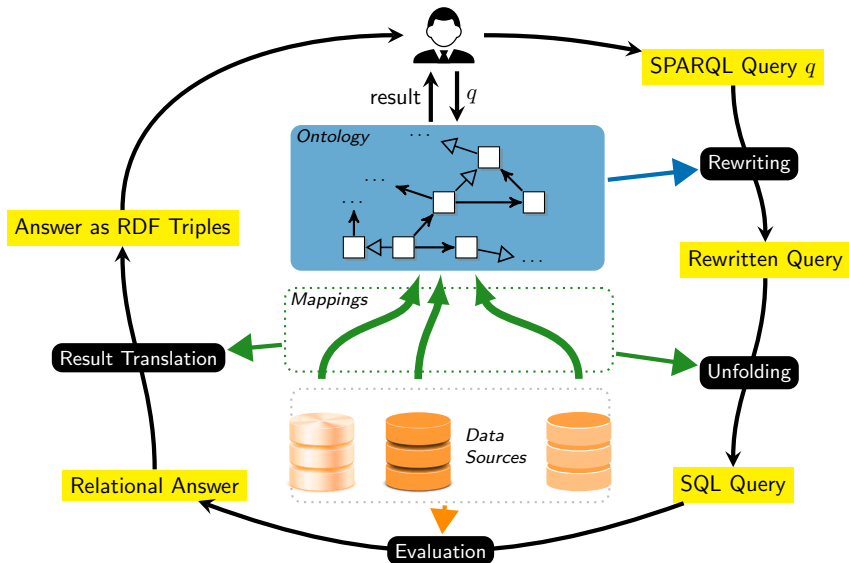 SPARQL Query q
result
q
Ontology
...
Rewriting
...
...
Answer as RDF Triples
Rewritten Query
...
Mappings
Result Translation
Unfolding
Data
Sources
Relational Answer
SQL Query
Evaluation